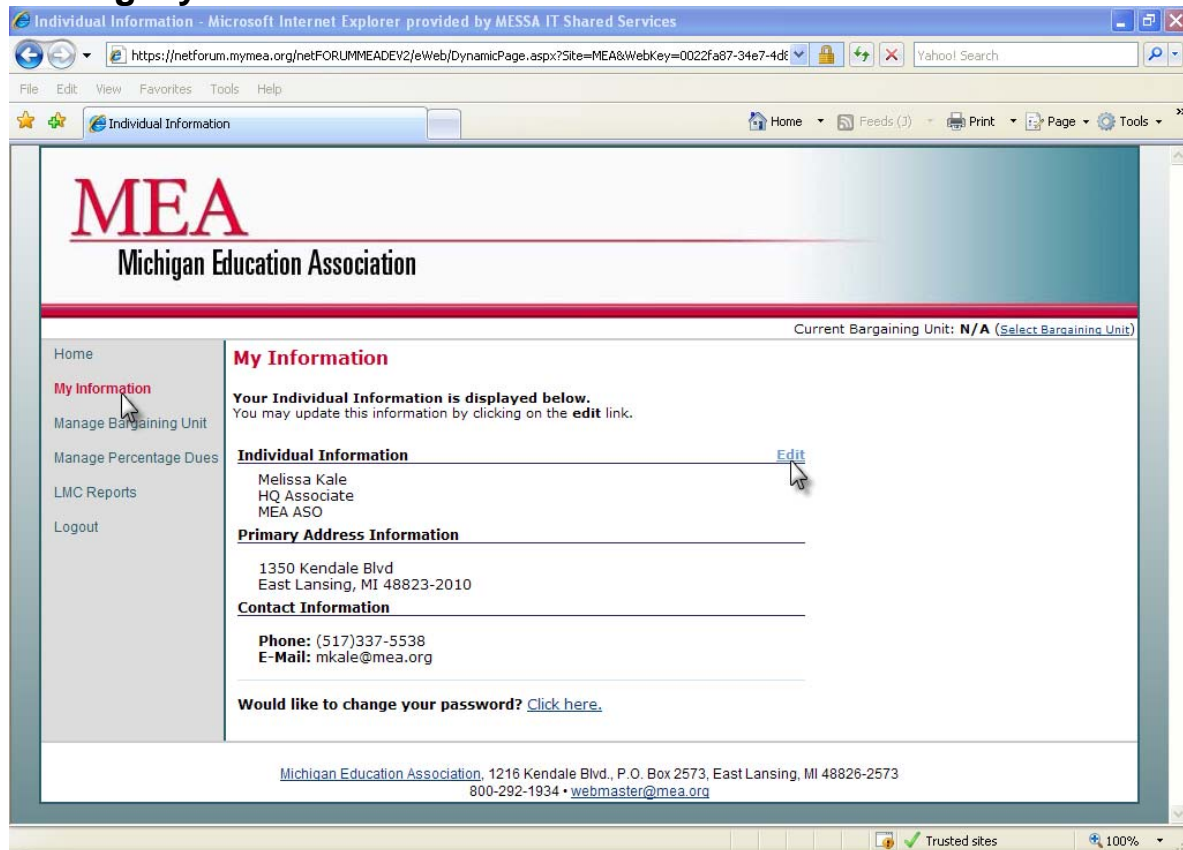 Individual Information - Microsoft Internet Explorer provided by MESSA IT Shared Services
https://netforum.mymea.org/netFORUMMEADEV2/eWeb/DynamicPage.aspx?Site=MEA&WebKey=0022fa87-34e7-4d8
Yahoo! Search
File Edit View Favorites Tools Help
Individual Information
Home Feeds (J) Print Page Tools »
MEA
Michigan Education Association
Current Bargaining Unit: N/A (Select Bargaining Unit)
Home
My Information
Manage Bargaining Unit
Manage Percentage Dues
LMC Reports
Logout
My Information
Your Individual Information is displayed below.
You may update this information by clicking on the edit link.
Individual Information Edit
Melissa Kale
HQ Associate
MEA ASO
Primary Address Information
1350 Kendale Blvd
East Lansing, MI 48823-2010
Contact Information
Phone: (517)337-5538
E-Mail: mkale@mea.org
Would like to change your password? Click here.
Michigan Education Association, 1216 Kendale Blvd., P.O. Box 2573, East Lansing, MI 48826-2573
800-292-1934 • webmaster@mea.org
Trusted sites 100%